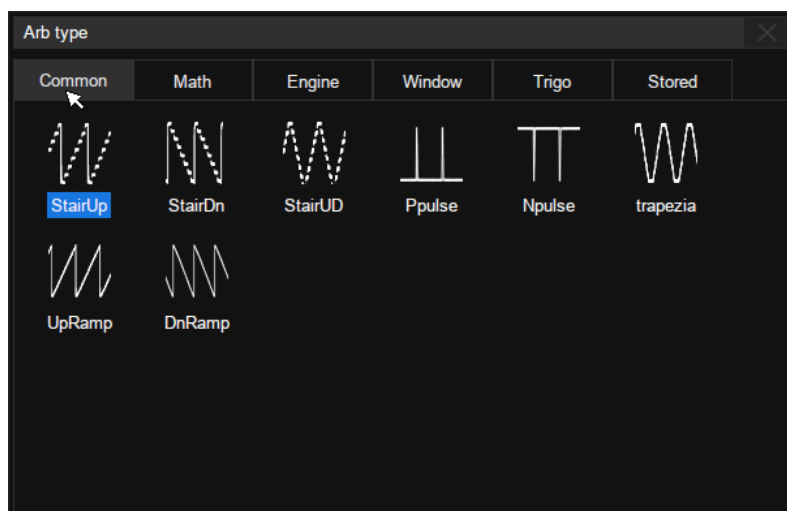 Arb type
Common Math Engine Window Trigo Stored
StairUp StairDn StairUD Ppulse Npulse trapezia
UpRamp DnRamp